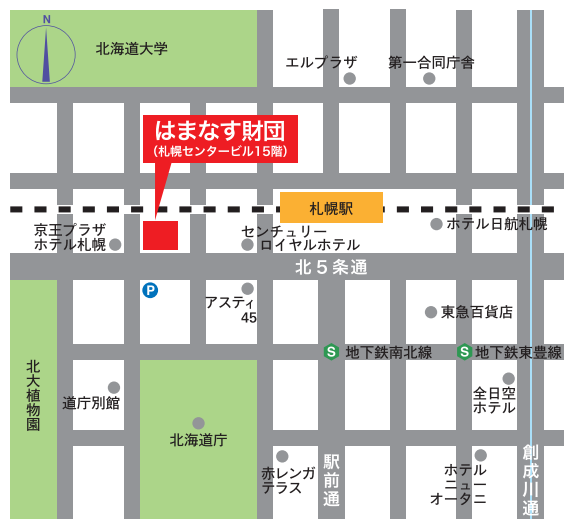 N
北海道大学
エルプラザ
第一合同庁舎
はまなす財団
(札幌センタービル15階)
札幌駅
京王プラザ
ホテル札幌
センチュリー
ロイヤルホテル
ホテル日航札幌
北5条通
P
アスティ
45
東急百貨店
S 地下鉄南北線
S 地下鉄東豊線
北大植物園
道庁別館
全日空
ホテル
北海道庁
赤レンガ
テラス
駅前通
ホテル
ニュー
オータニ
創成川通